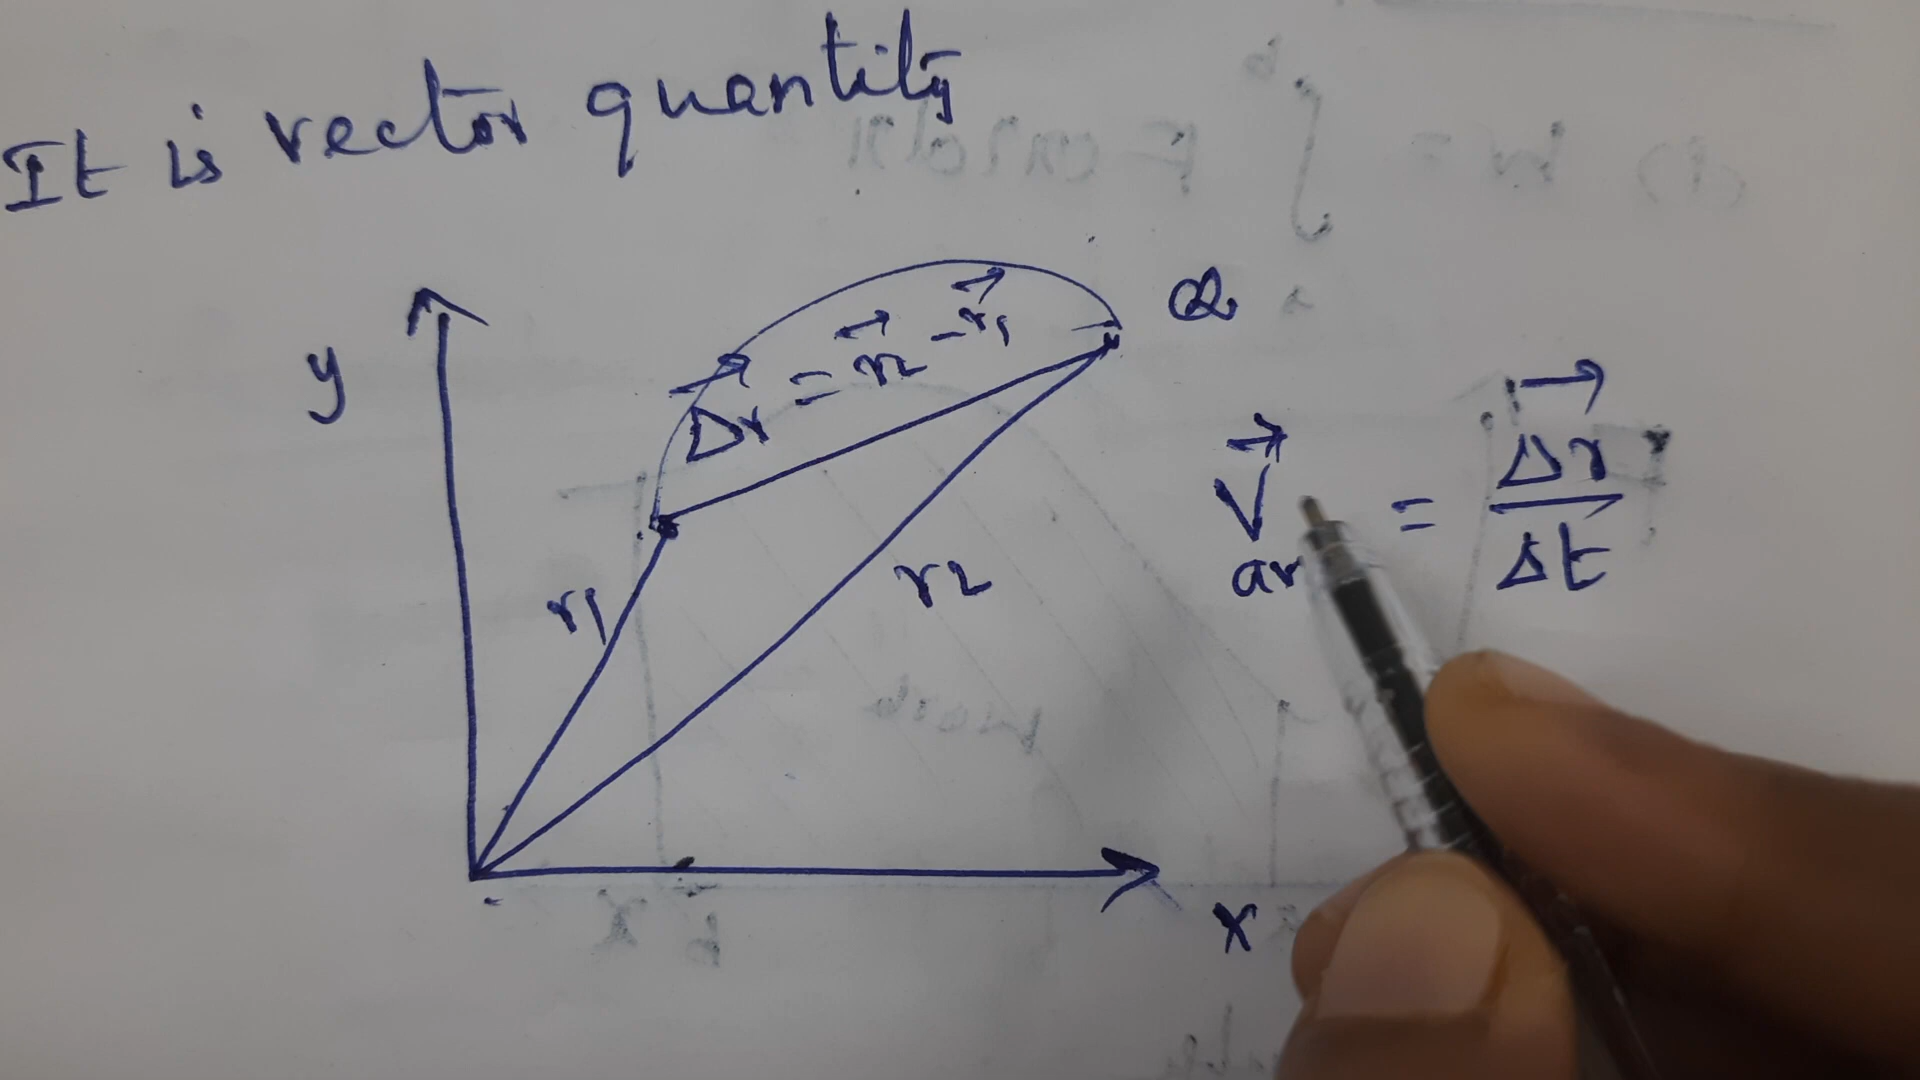 It is vector quantity
y
Q
Δr = r2 - r1
V av = Δr / Δt
r1
r2
x